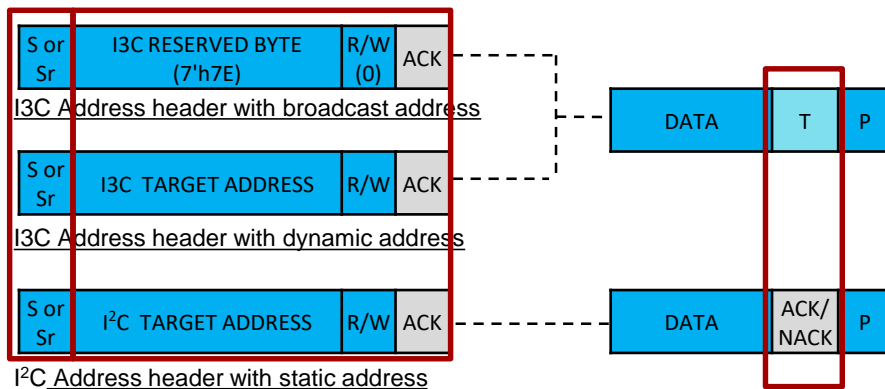 S or
Sr
I3C RESERVED BYTE
(7'h7E)
R/W
(0)
ACK
I3C Address header with broadcast address
DATA
T
P
S or
Sr
I3C TARGET ADDRESS
R/W
ACK
I3C Address header with dynamic address
S or
Sr
I²C TARGET ADDRESS
R/W
ACK
DATA
ACK/
NACK
P
I²C Address header with static address